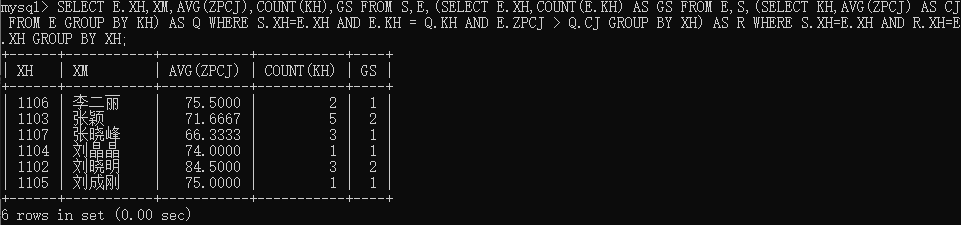 mysql> SELECT E.XH,XM,AVG(ZPCJ),COUNT(KH),GS FROM S,E,(SELECT E.XH,COUNT(E.KH) AS GS FROM E,S,(SELECT KH,AVG(ZPCJ) AS CJ
 FROM E GROUP BY KH) AS Q WHERE S.XH=E.XH AND E.KH = Q.KH AND E.ZPCJ > Q.CJ GROUP BY XH) AS R WHERE S.XH=E.XH AND R.XH=E
.XH GROUP BY XH;
+------+--------+-----------+-----------+----+
| XH | XM | AVG(ZPCJ) | COUNT(KH) | GS |
+------+--------+-----------+-----------+----+
| 1106 | 李二丽 | 75.5000 | 2 | 1 |
| 1103 | 张颖 | 71.6667 | 5 | 2 |
| 1107 | 张晓峰 | 66.3333 | 3 | 1 |
| 1104 | 刘晶晶 | 74.0000 | 1 | 1 |
| 1102 | 刘晓明 | 84.5000 | 3 | 2 |
| 1105 | 刘成刚 | 75.0000 | 1 | 1 |
+------+--------+-----------+-----------+----+
6 rows in set (0.00 sec)